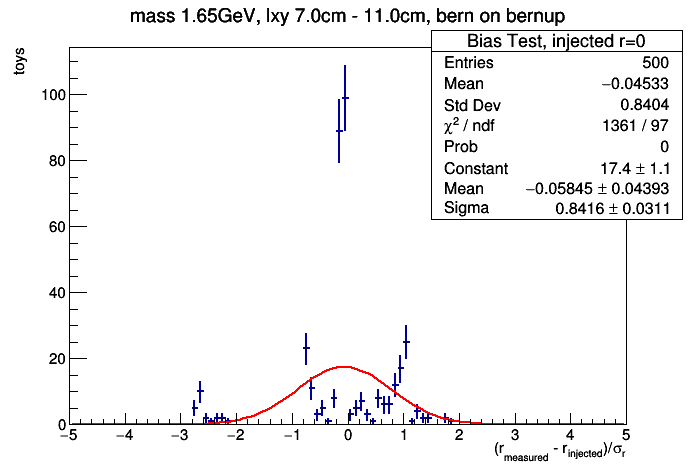 mass 1.65GeV, lxy 7.0cm - 11.0cm, bern on bernup
Bias Test, injected r=0
Entries 500
Mean −0.04533
Std Dev 0.8404
χ² / ndf 1361 / 97
Prob 0
Constant 17.4 ± 1.1
Mean −0.05845 ± 0.04393
Sigma 0.8416 ± 0.0311
toys
100
80
60
40
20
0
−5 −4 −3 −2 −1 0 1 2 3 4 5
(r_measured - r_injected)/σ_r